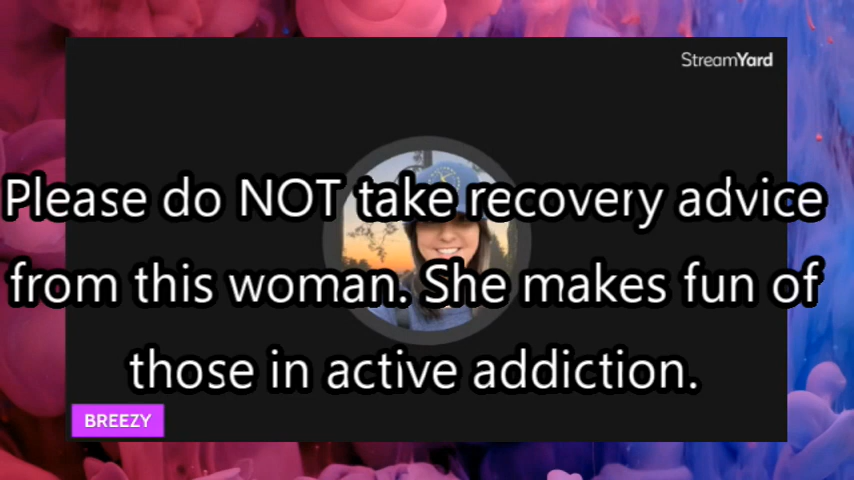 StreamYard
Please do NOT take recovery advice
from this woman. She makes fun of
those in active addiction.
BREEZY